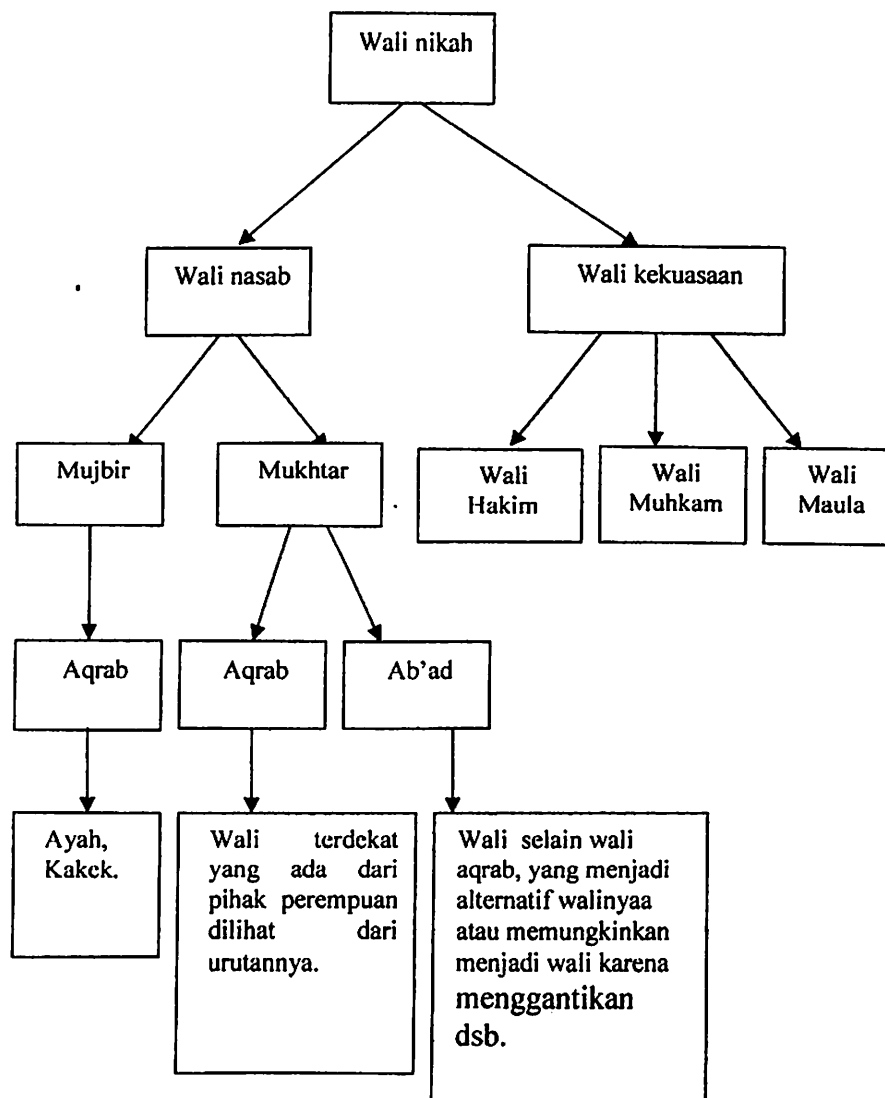 Wali nikah
Wali nasab
Wali kekuasaan
Mujbir
Mukhtar
Wali
Hakim
Wali
Muhkam
Wali
Maula
Aqrab
Aqrab
Ab’ad
Ayah,
Kakek.
Wali terdekat
yang ada dari
pihak perempuan
dilihat dari
urutannya.
Wali selain wali
aqrab, yang menjadi
alternatif walinyaa
atau memungkinkan
menjadi wali karena
menggantikan
dsb.